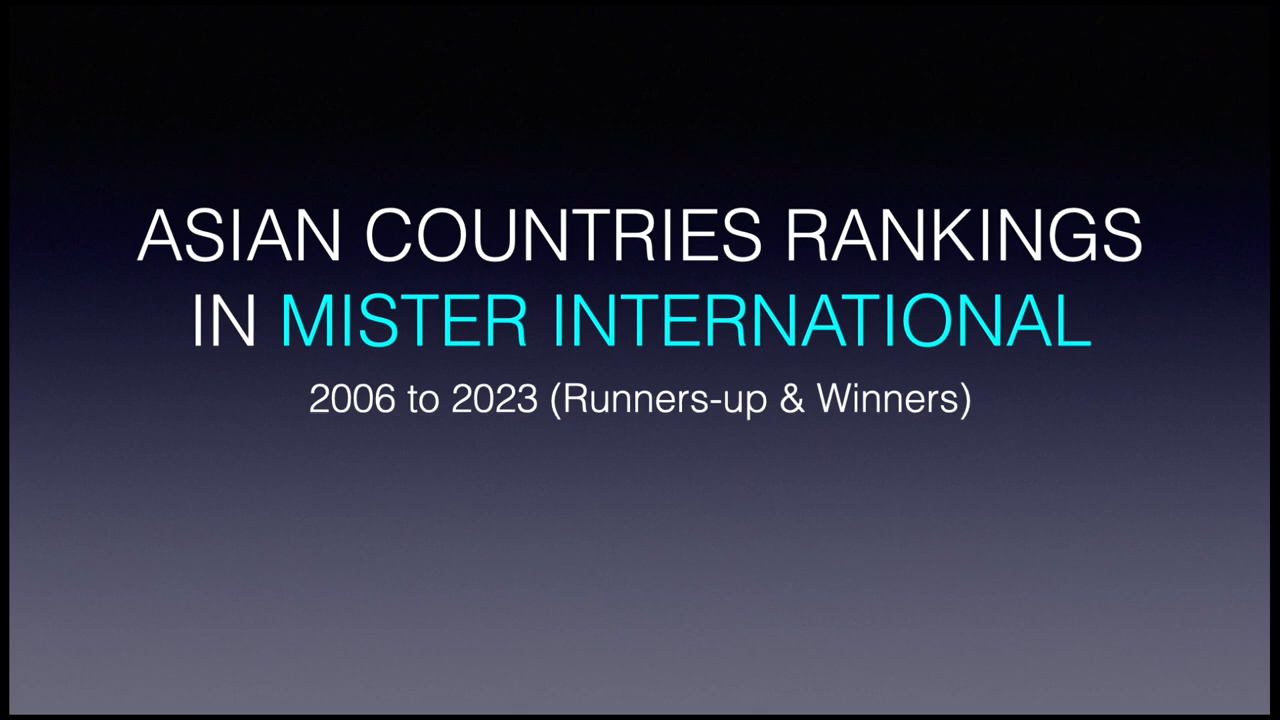 ASIAN COUNTRIES RANKINGS
IN MISTER INTERNATIONAL
2006 to 2023 (Runners-up & Winners)